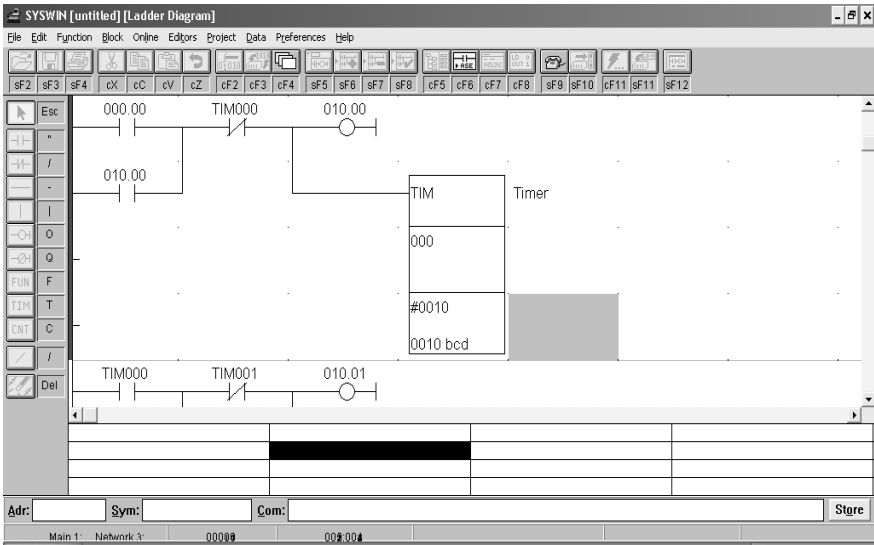 SYSWIN [untitled] [Ladder Diagram]
File Edit Function Block Online Editors Project Data Preferences Help
sF2 sF3 sF4 cX cC cV cZ cF2 cF3 cF4 sF5 sF6 sF7 sF8 cF5 cF6 cF7 cF8 sF9 sF10 cF11 sF11 sF12
Esc 000.00 TIM000 010.00
"
/ 010.00
- TIM Timer
|
O 000
Q
FUN F
TIM T #0010
CNT C 0010 bcd
/
Del TIM000 TIM001 010.01
Adr: Sym: Com: Store
Main 1: Network 3: